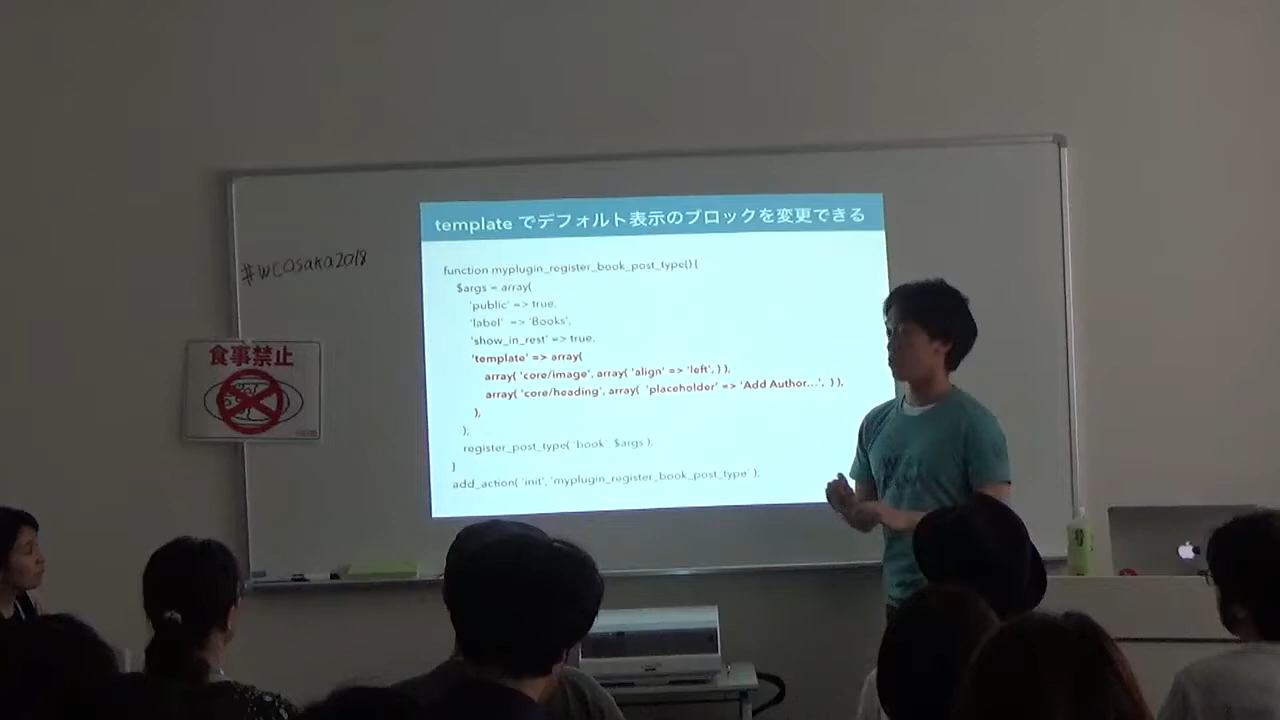 template でデフォルト表示のブロックを変更できる
function myplugin_register_book_post_type() {
$args = array(
'public' => true,
'label' => 'Books',
'show_in_rest' => true,
'template' => array(
array( 'core/image', array( 'align' => 'left', ) ),
array( 'core/heading', array( 'placeholder' => 'Add Author...', ) ),
),
);
register_post_type( 'book' $args );
}
add_action( 'init', 'myplugin_register_book_post_type' );
#WCOsaka2018
食事禁止